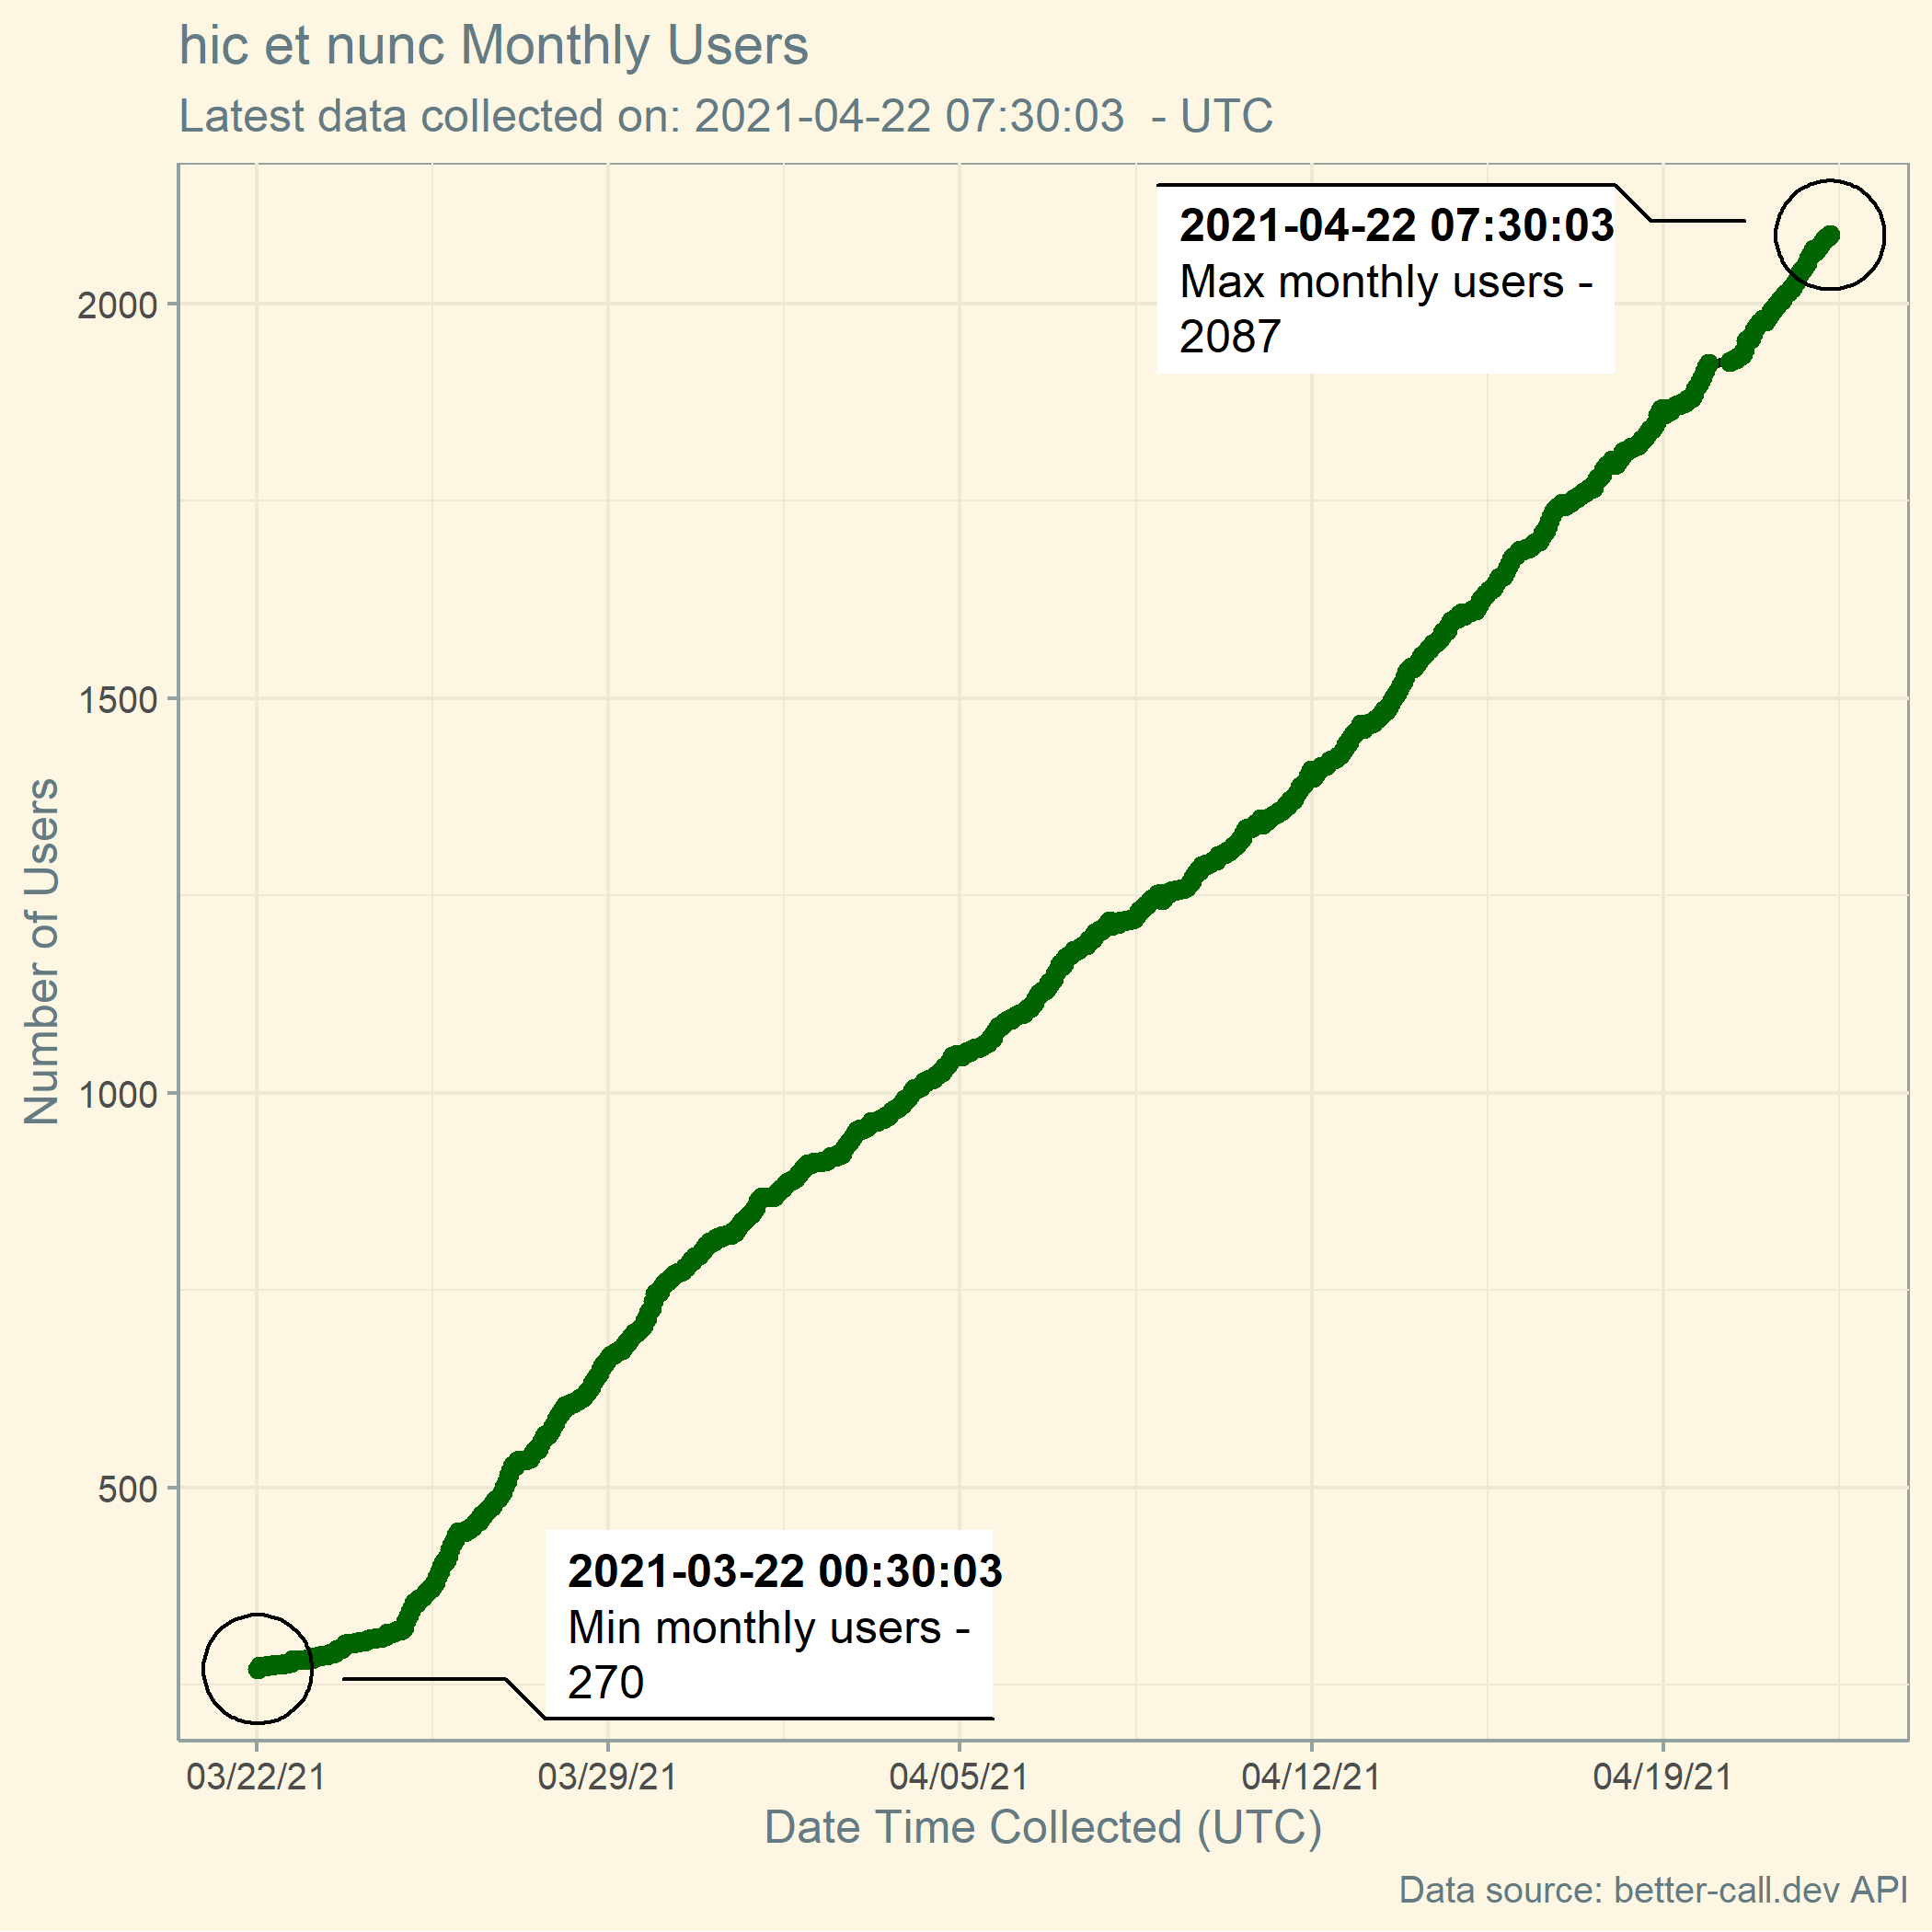 hic et nunc Monthly Users
Latest data collected on: 2021-04-22 07:30:03  - UTC
2021-04-22 07:30:03
Max monthly users -
2087
2000
1500
1000
500
Number of Users
2021-03-22 00:30:03
Min monthly users -
270
03/22/21
03/29/21
04/05/21
04/12/21
04/19/21
Date Time Collected (UTC)
Data source: better-call.dev API